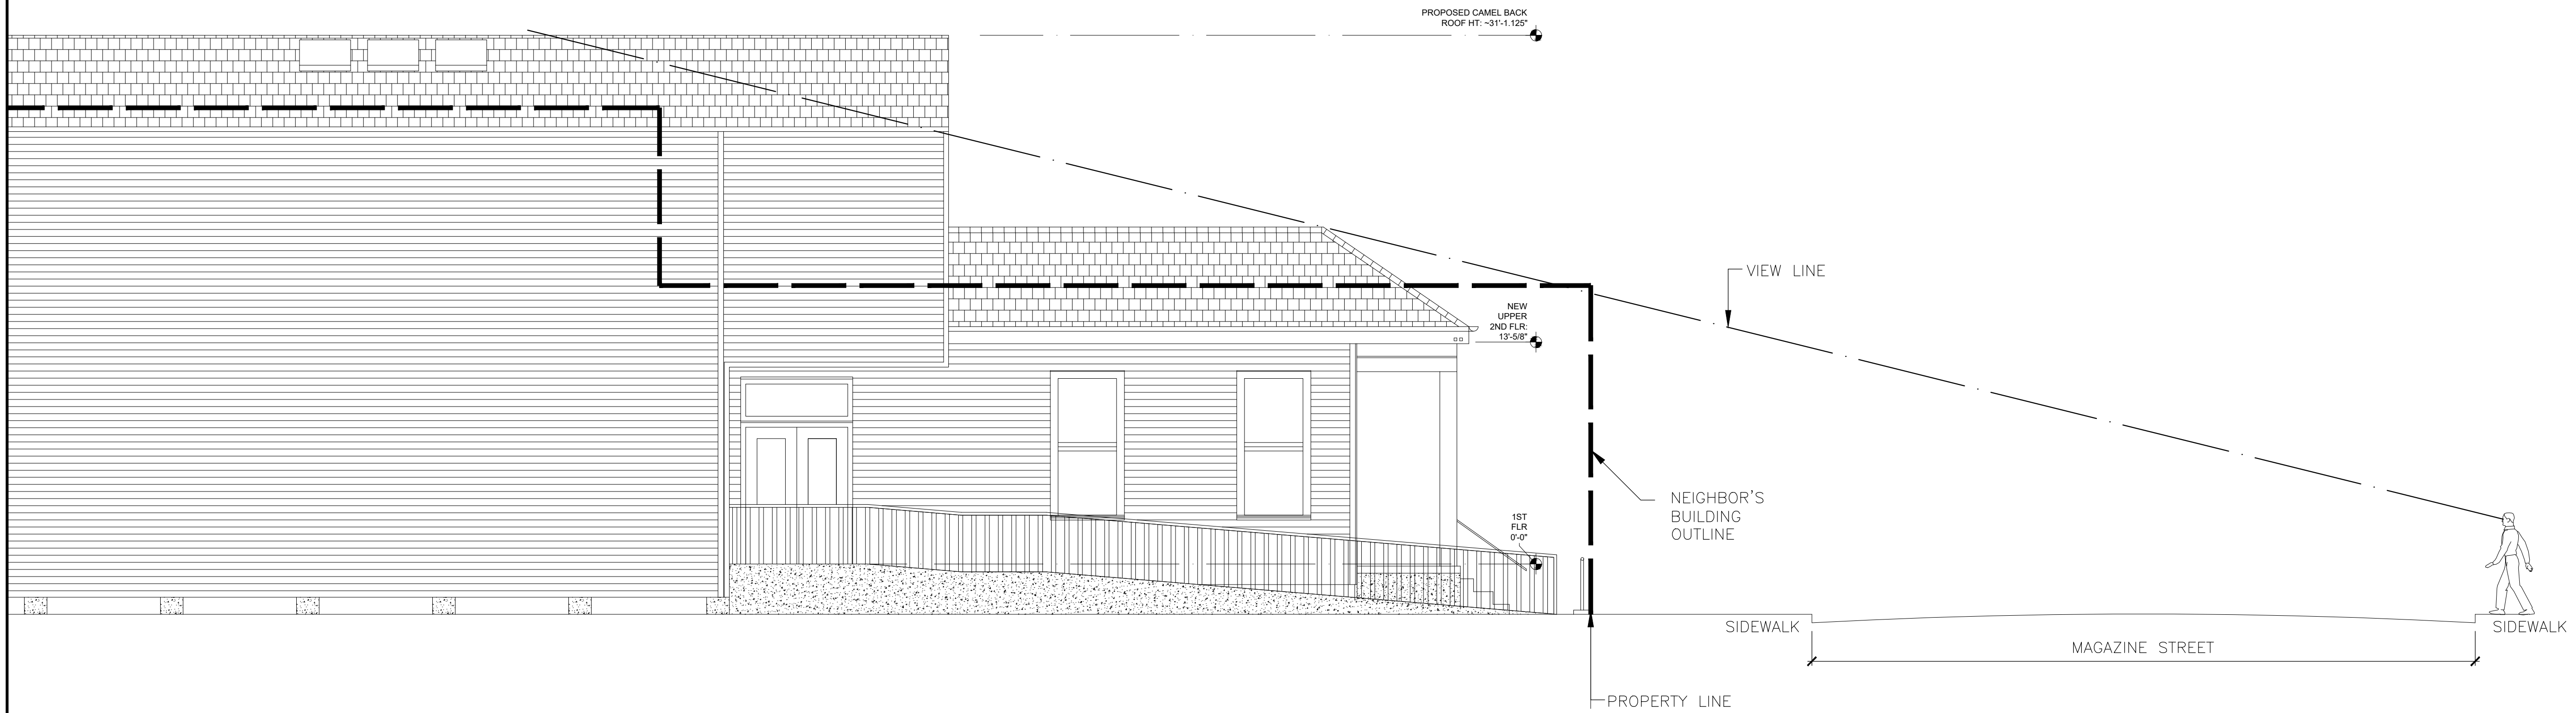 PROPOSED CAMEL BACK
ROOF HT: ~31'-1.125"
VIEW LINE
NEW
UPPER
2ND FLR:
13'-5/8"
NEIGHBOR'S
BUILDING
OUTLINE
1ST
FLR
0'-0"
SIDEWALK
SIDEWALK
MAGAZINE STREET
PROPERTY LINE